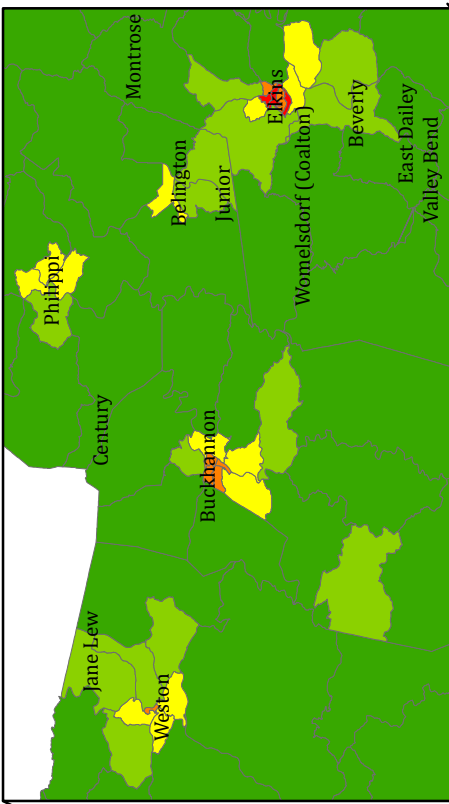 Montrose
Elkins
Beverly
East Dailey
Valley Bend
Womelsdorf (Coalton)
Belington
Junior
Philippi
Century
Buckhannon
Jane Lew
Weston